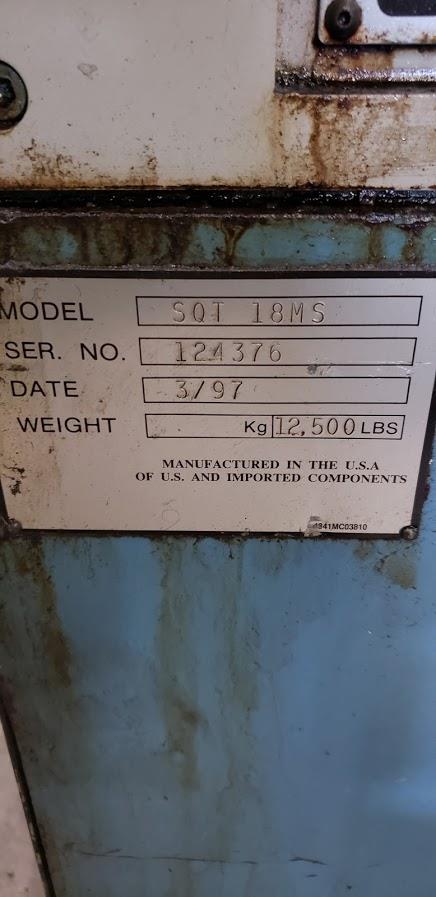 MODEL SQT 18MS
SER. NO. 124376
DATE 3/97
WEIGHT Kg 12,500 LBS
MANUFACTURED IN THE U.S.A
OF U.S. AND IMPORTED COMPONENTS